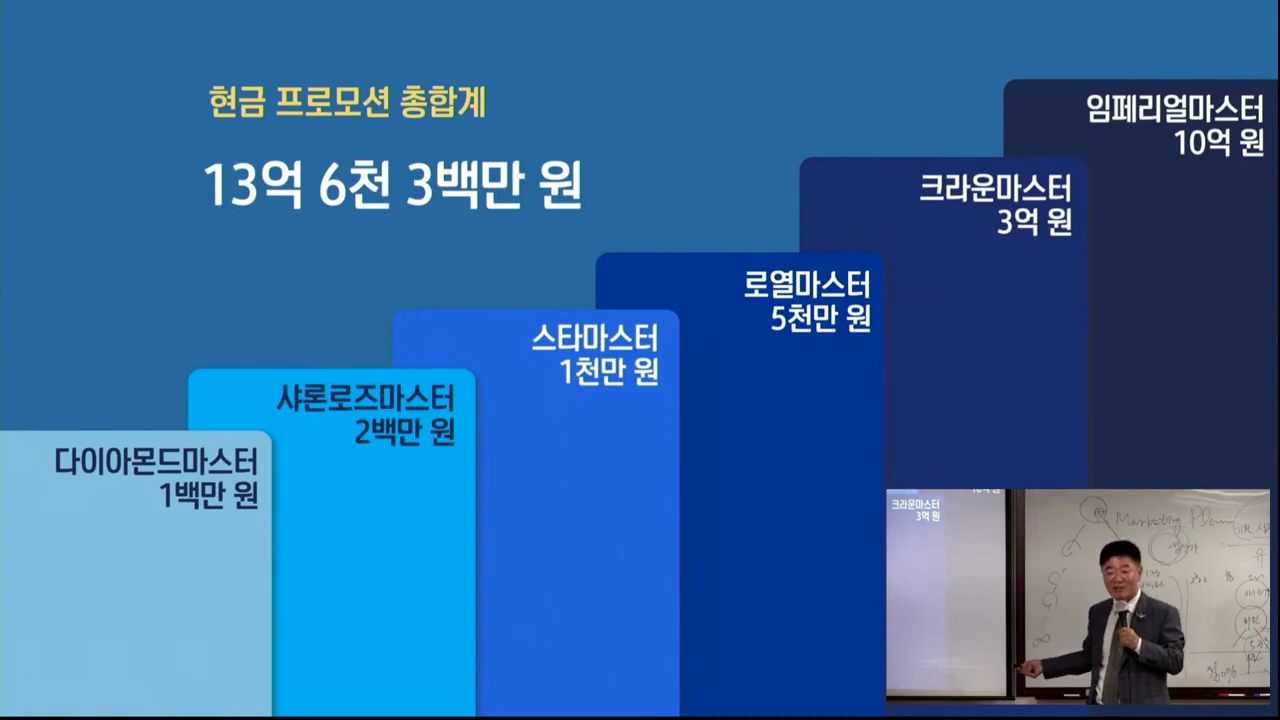 현금 프로모션 총합계
13억 6천 3백만 원
임페리얼마스터
10억 원
크라운마스터
3억 원
로열마스터
5천만 원
스타마스터
1천만 원
샤론로즈마스터
2백만 원
다이아몬드마스터
1백만 원
크라운마스터
3억 원
Marketing